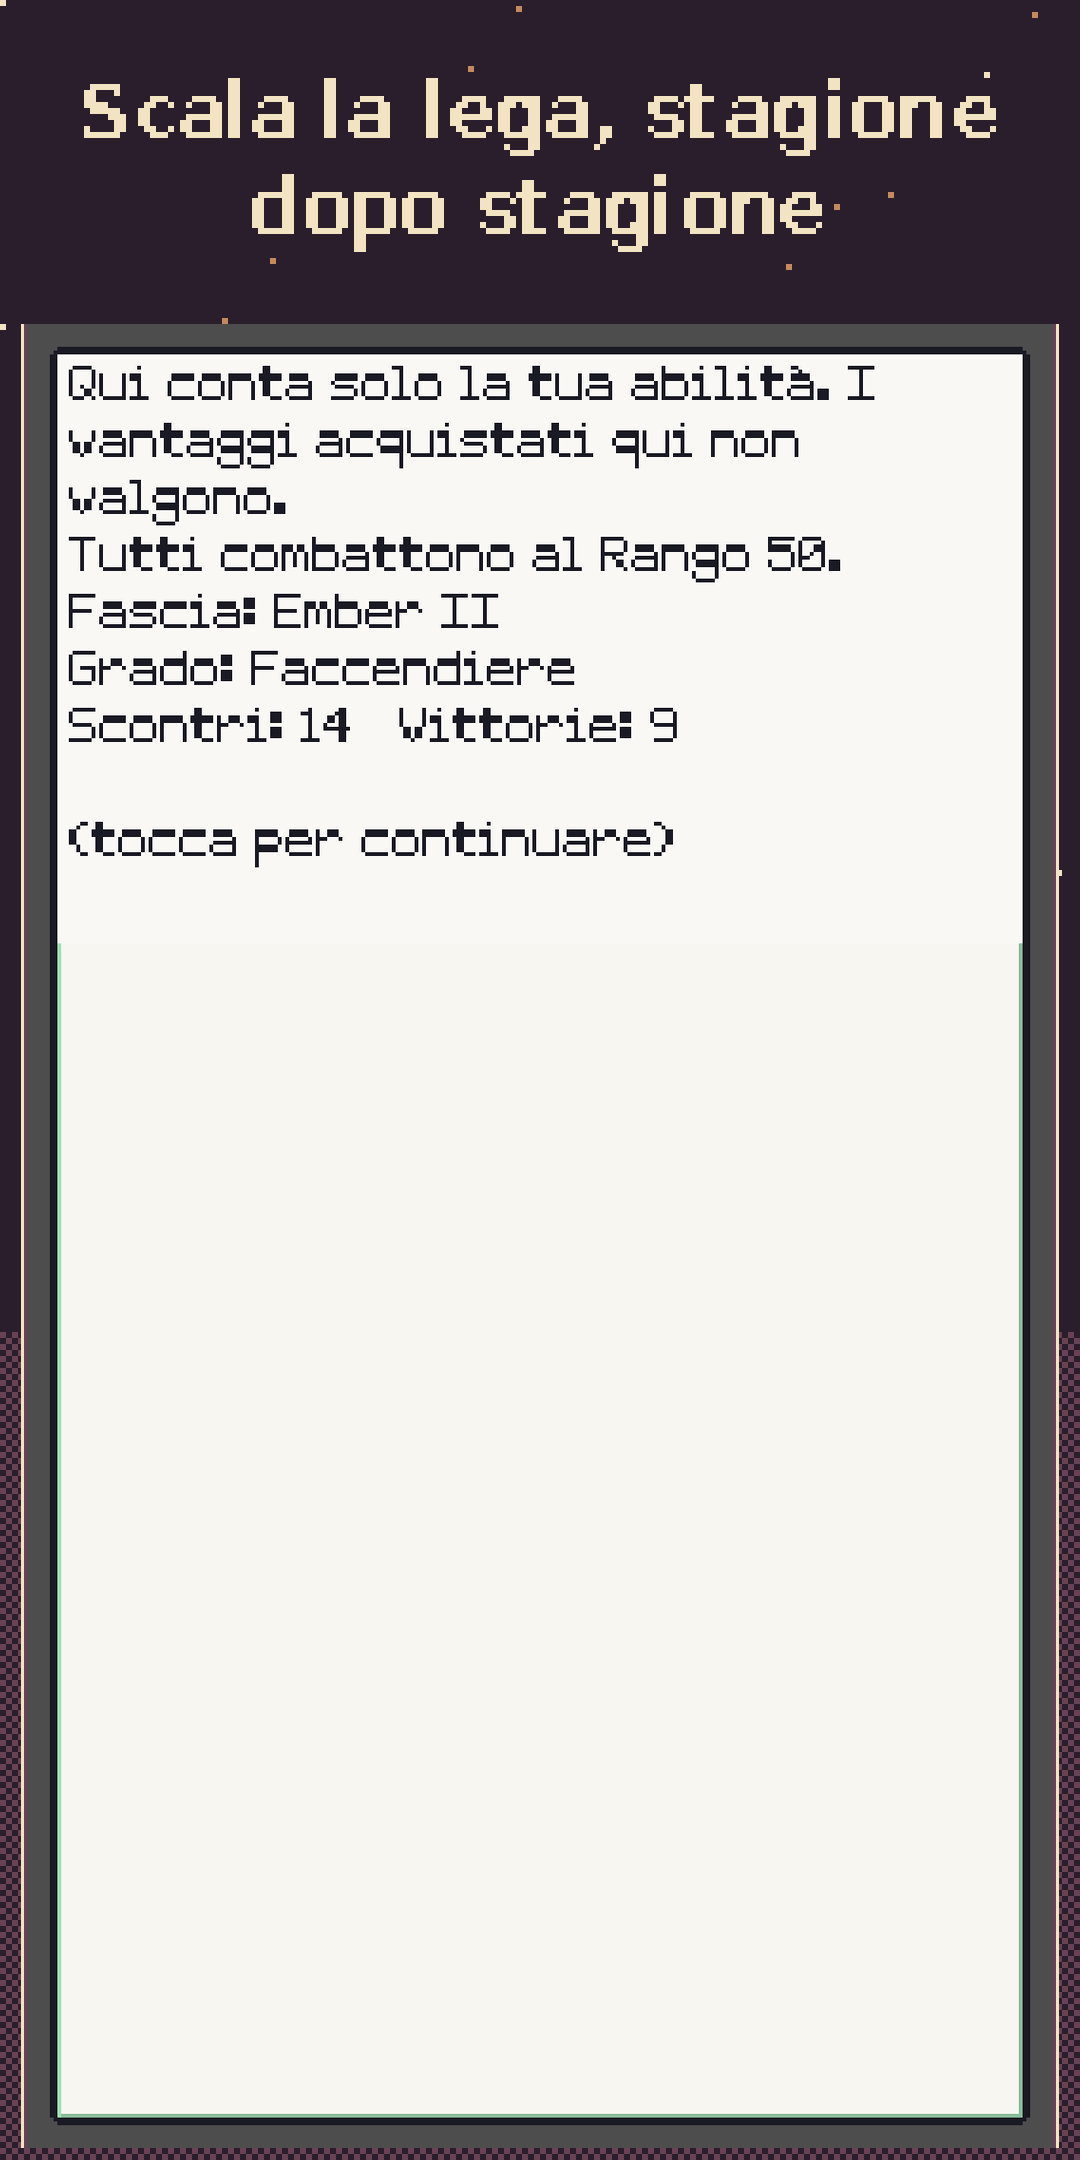 Scala la lega, stagione
dopo stagione
Qui conta solo la tua abilità. I
vantaggi acquistati qui non
valgono.
Tutti combattono al Rango 50.
Fascia: Ember II
Grado: Faccendiere
Scontri: 14 Vittorie: 9
(tocca per continuare)